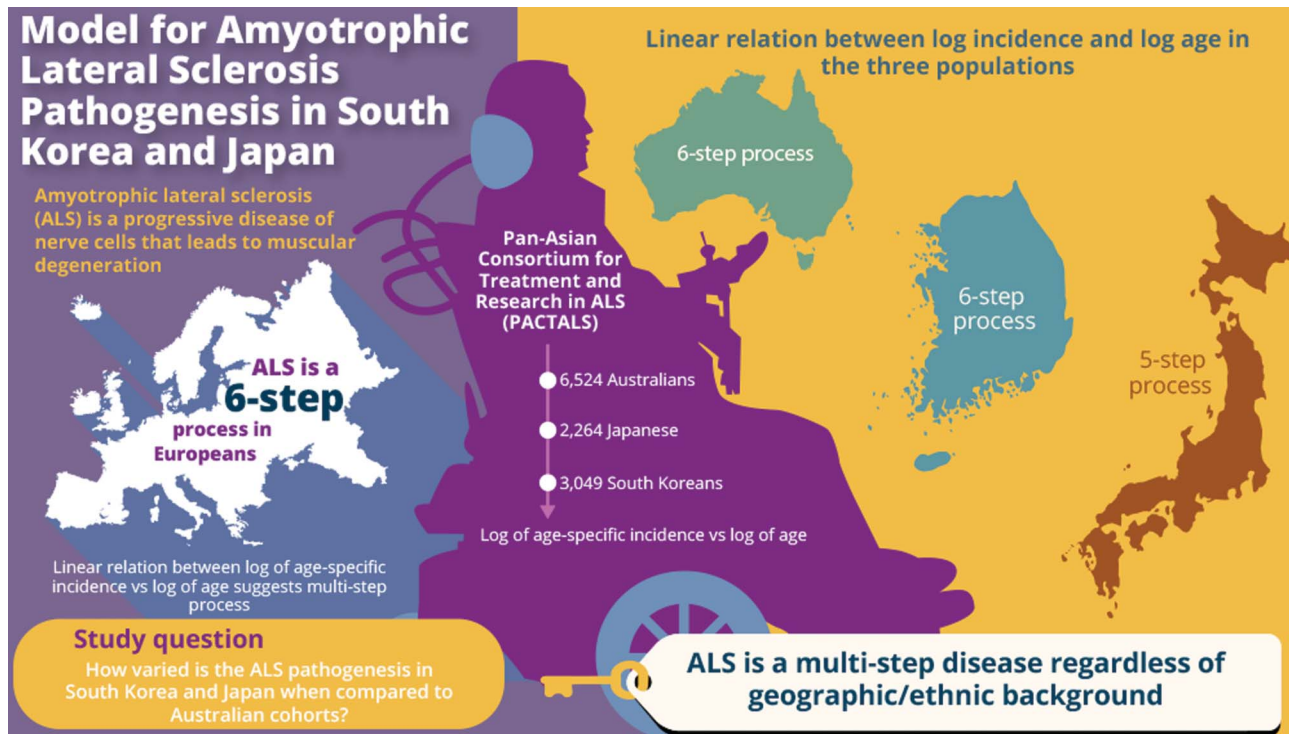 Model for Amyotrophic
Lateral Sclerosis
Pathogenesis in South
Korea and Japan
Amyotrophic lateral sclerosis
(ALS) is a progressive disease of
nerve cells that leads to muscular
degeneration
ALS is a
6-step
process in
Europeans
Linear relation between log of age-specific
incidence vs log of age suggests multi-step
process
Study question
How varied is the ALS pathogenesis in
South Korea and Japan when compared to
Australian cohorts?
Pan-Asian
Consortium for
Treatment and
Research in ALS
(PACTALS)
6,524 Australians
2,264 Japanese
3,049 South Koreans
Log of age-specific incidence vs log of age
Linear relation between log incidence and log age in
the three populations
6-step process
6-step
process
5-step
process
ALS is a multi-step disease regardless of
geographic/ethnic background